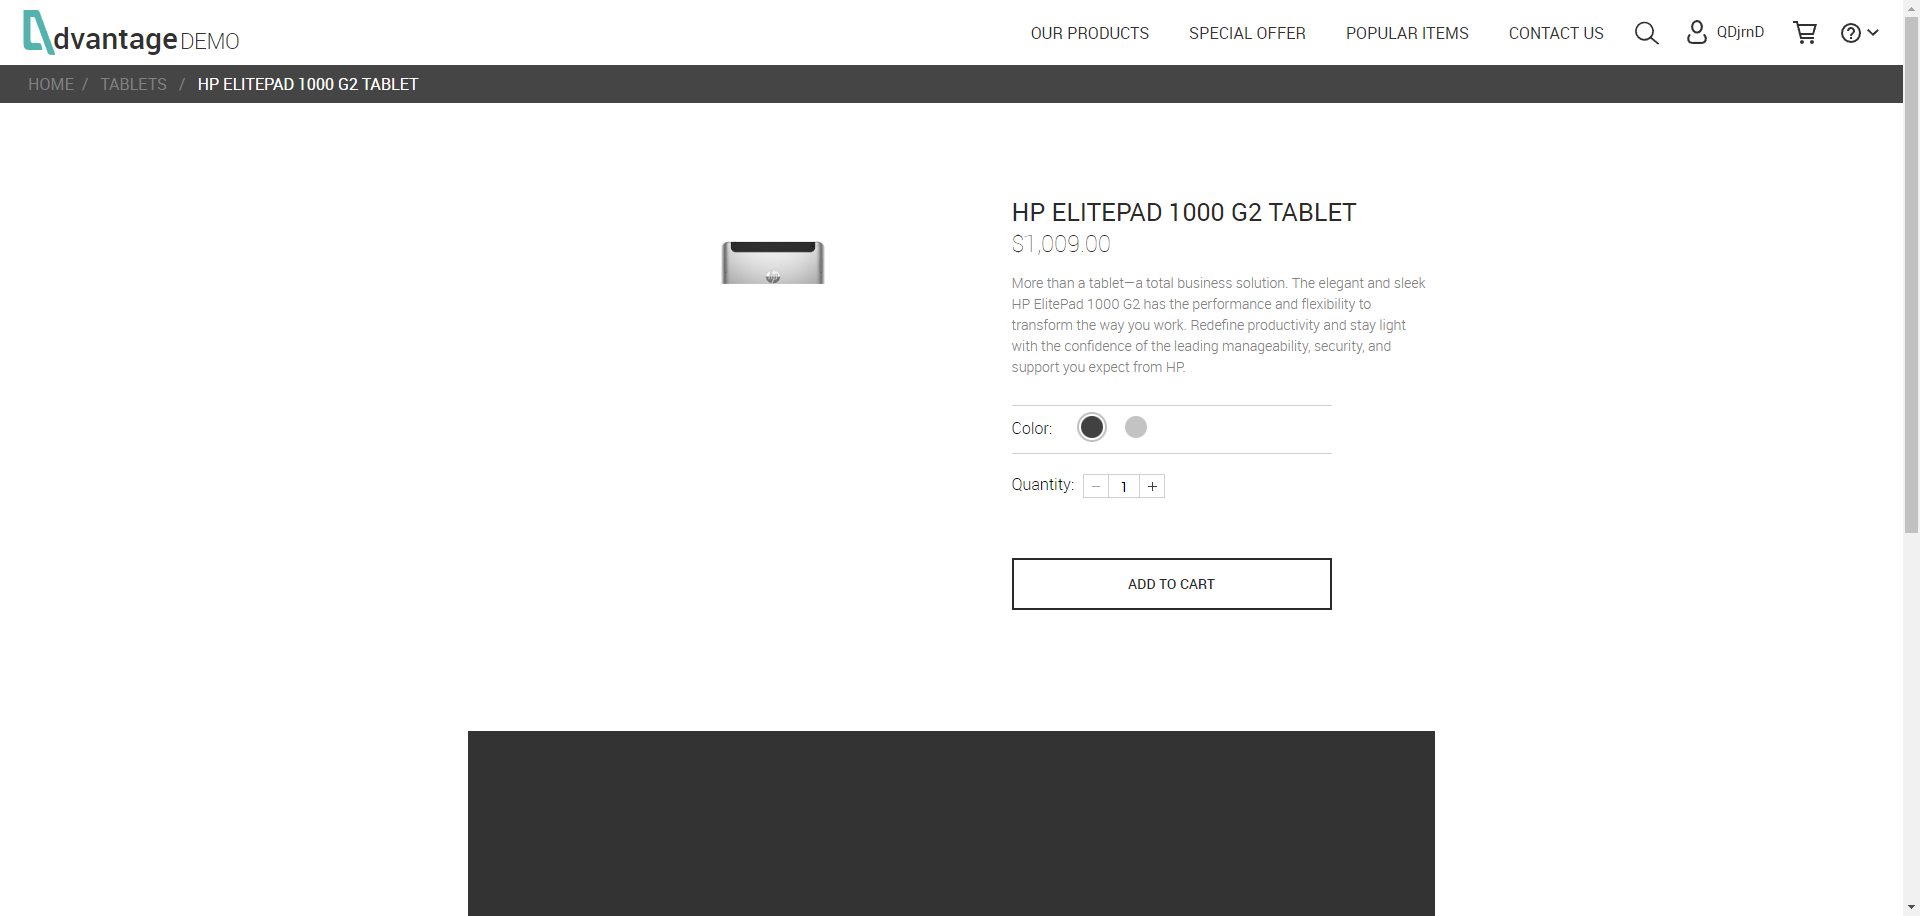 dvantage DEMO
OUR PRODUCTS SPECIAL OFFER POPULAR ITEMS CONTACT US QDjrnD
HOME / TABLETS / HP ELITEPAD 1000 G2 TABLET
HP ELITEPAD 1000 G2 TABLET
$1,009.00
More than a tablet—a total business solution. The elegant and sleek
HP ElitePad 1000 G2 has the performance and flexibility to
transform the way you work. Redefine productivity and stay light
with the confidence of the leading manageability, security, and
support you expect from HP.
Color:
Quantity: − 1 +
ADD TO CART